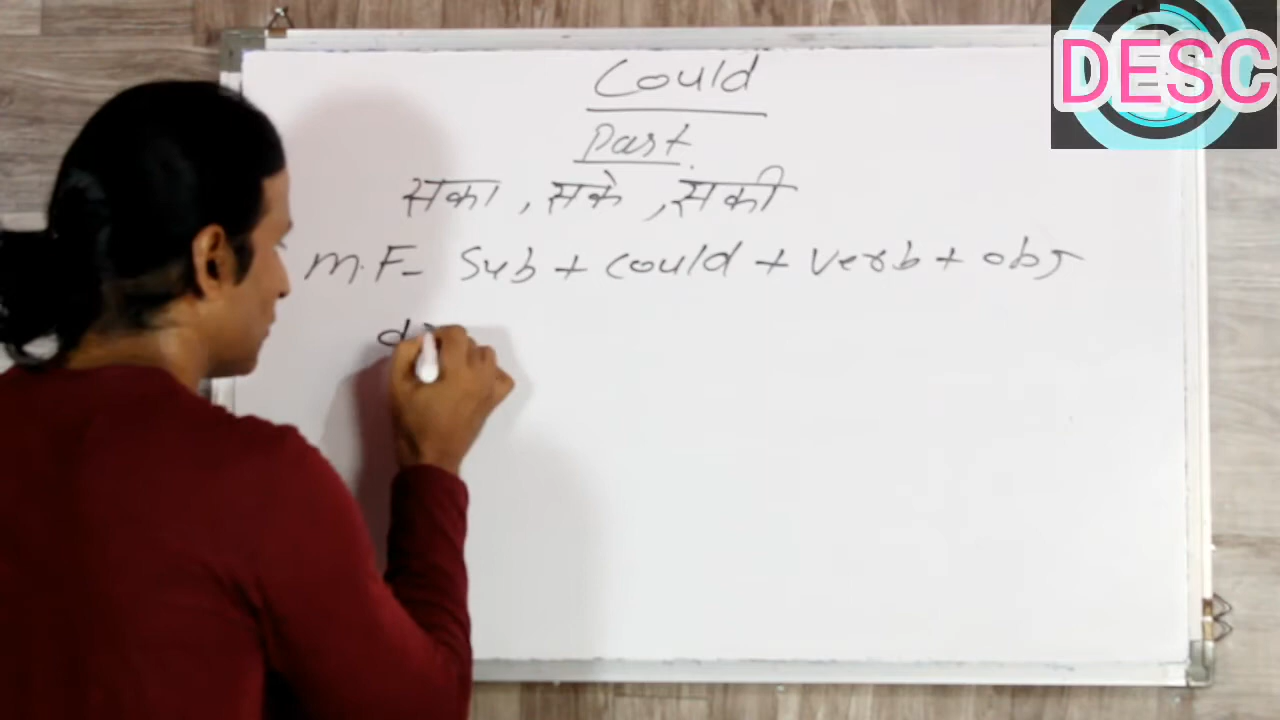 DESC
Could
Past
सका, सके, सकी
M.F- Sub + Could + verb + obj